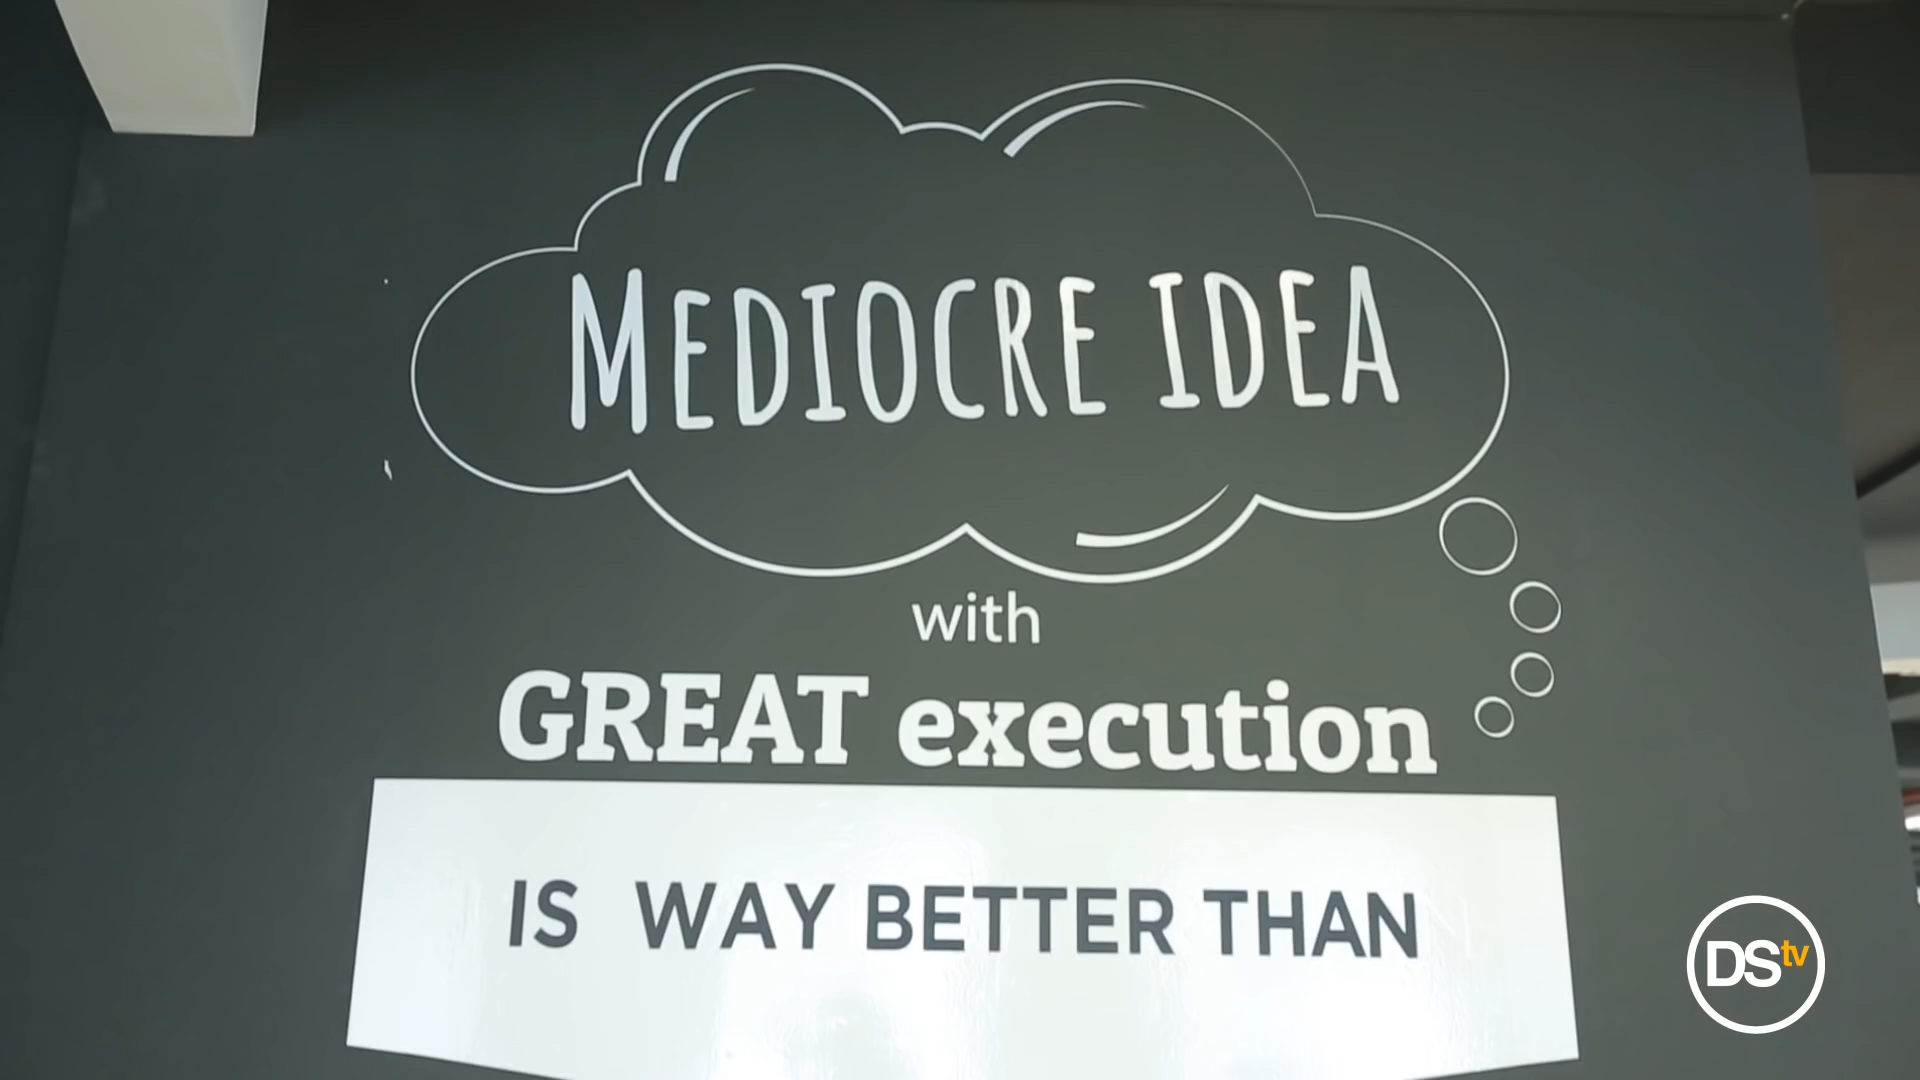 MEDIOCRE IDEA
with
GREAT execution
IS WAY BETTER THAN
DStv